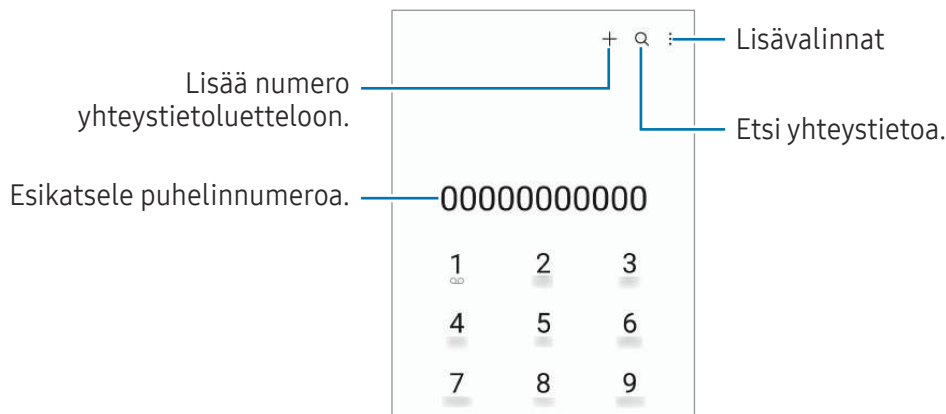 Lisävalinnat
Lisää numero
yhteystietoluetteloon.
Etsi yhteystietoa.
Esikatsele puhelinnumeroa.
00000000000
1 2 3
4 5 6
7 8 9